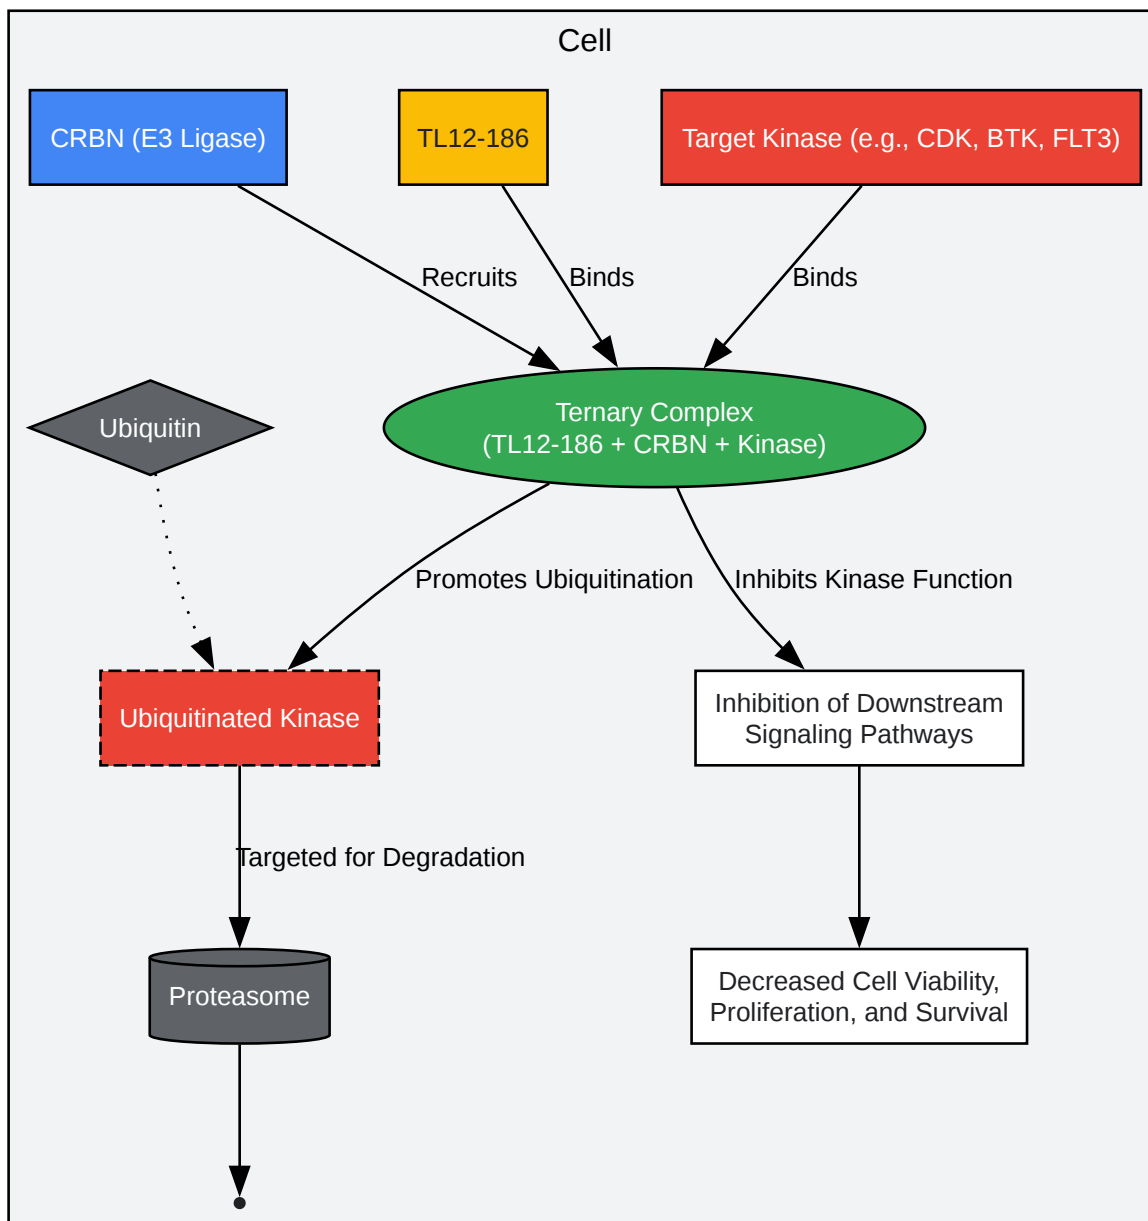 Cell
CRBN (E3 Ligase)
TL12-186
Target Kinase (e.g., CDK, BTK, FLT3)
Recruits
Binds
Binds
Ubiquitin
Ternary Complex
(TL12-186 + CRBN + Kinase)
Promotes Ubiquitination
Inhibits Kinase Function
Ubiquitinated Kinase
Inhibition of Downstream
Signaling Pathways
Targeted for Degradation
Proteasome
Decreased Cell Viability,
Proliferation, and Survival